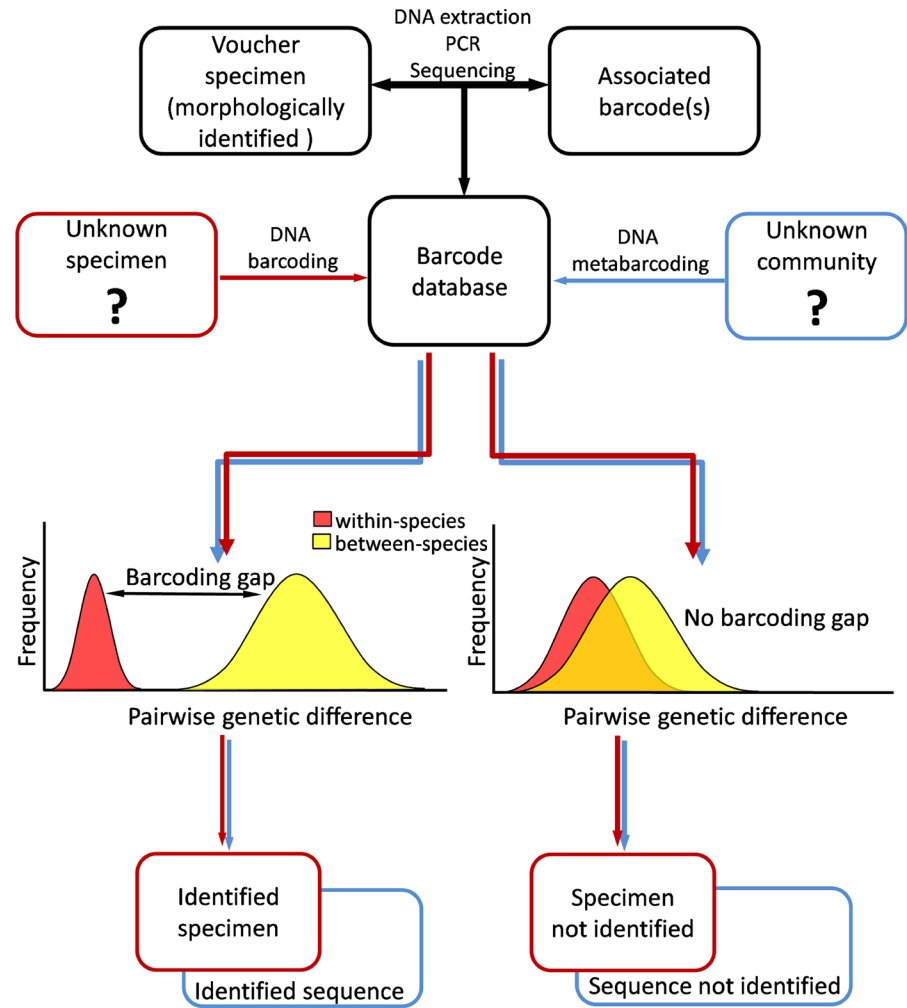 Voucher
specimen
(morphologically
identified )
DNA extraction
PCR
Sequencing
Associated
barcode(s)
Unknown
specimen
?
DNA
barcoding
Barcode
database
DNA
metabarcoding
Unknown
community
?
within-species
between-species
Barcoding gap
Frequency
Pairwise genetic difference
No barcoding gap
Frequency
Pairwise genetic difference
Identified
specimen
Identified sequence
Specimen
not identified
Sequence not identified